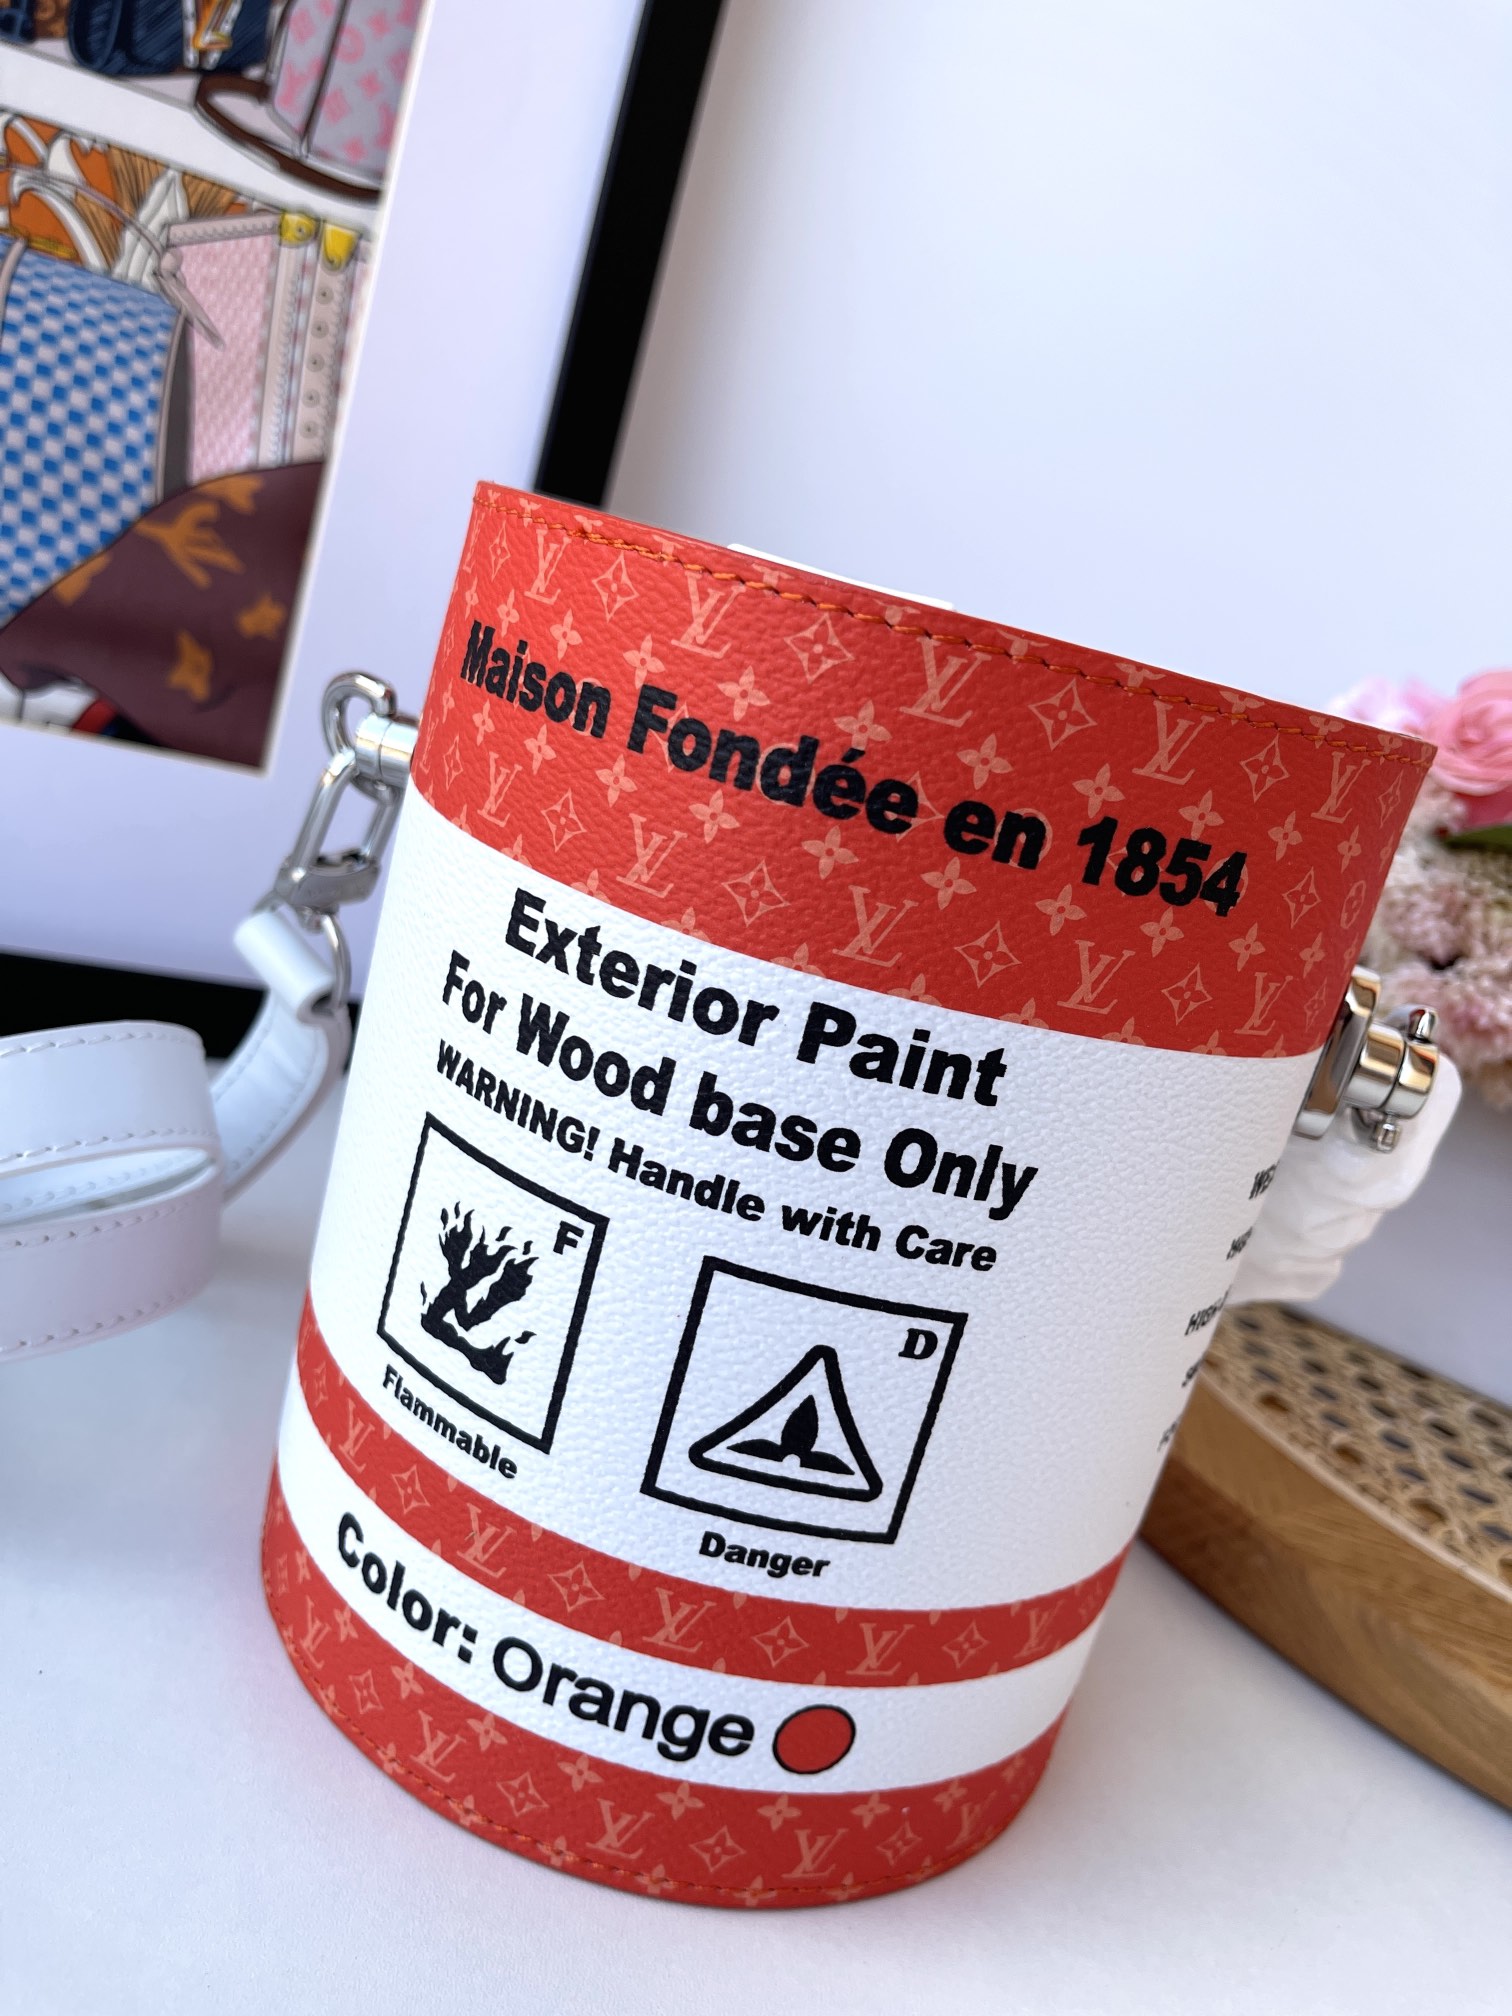 Maison Fondée en 1854
Exterior Paint
For Wood base Only
WARNING! Handle with Care
F
D
Flammable
Danger
Color: Orange